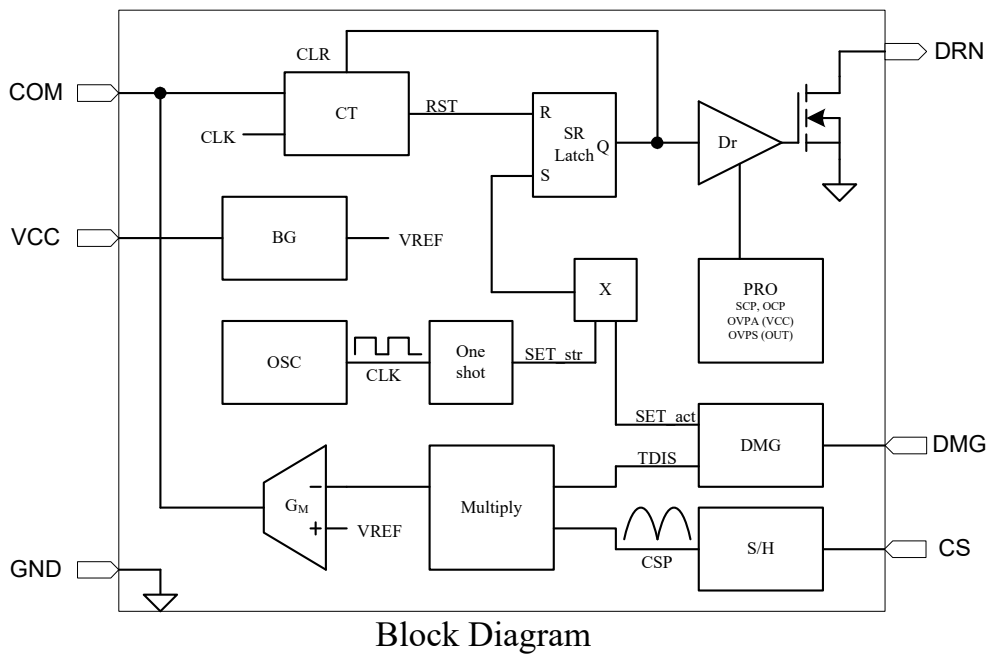 DRN
CLR
COM
CT
RST
R
SR
Latch
Q
Dr
CLK
S
VCC
BG
VREF
X
PRO
SCP, OCP
OVPA (VCC)
OVPS (OUT)
OSC
CLK
One
shot
SET_str
SET_act
DMG
DMG
TDIS
GM
−
+
VREF
Multiply
CSP
S/H
CS
GND
Block Diagram